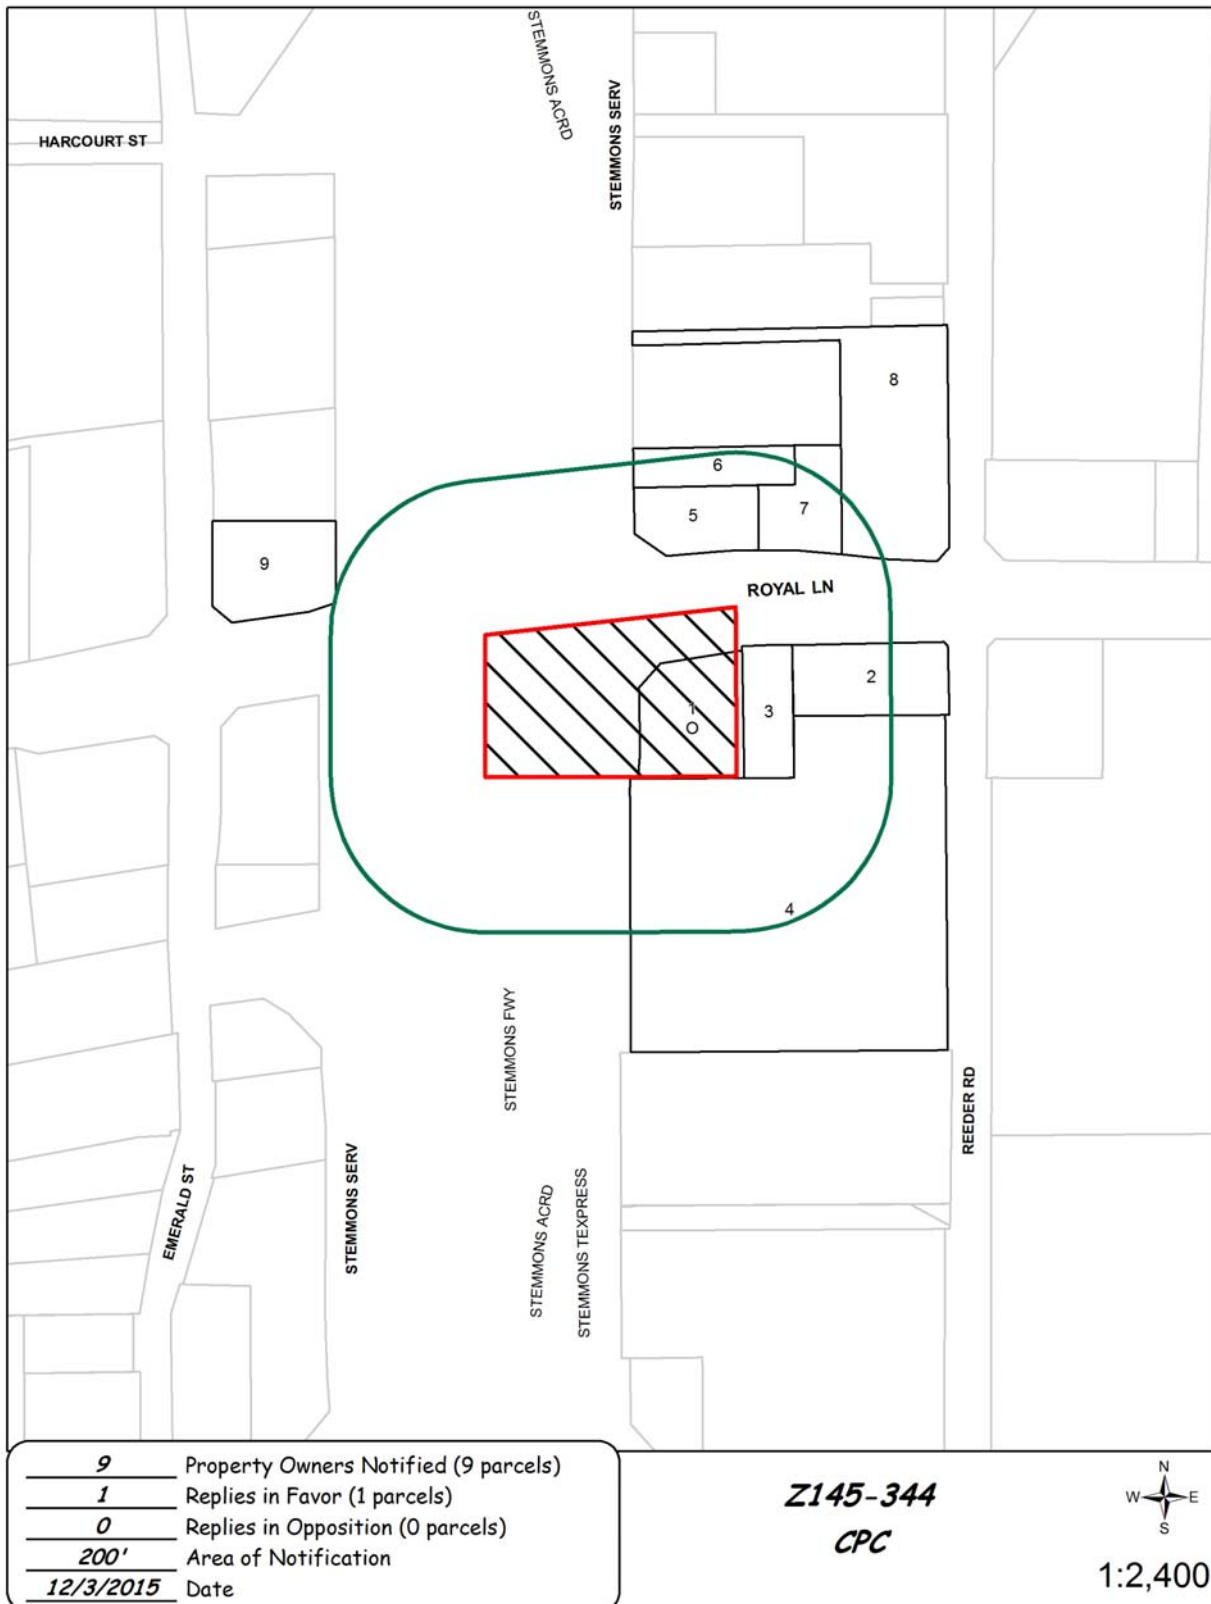 STEMMONS ACRD
STEMMONS SERV
HARCOURT ST
8
6
5
7
9
ROYAL LN
2
1
3
4
STEMMONS FWY
REEDER RD
EMERALD ST
STEMMONS SERV
STEMMONS ACRD
STEMMONS TEXPRESS
9 Property Owners Notified (9 parcels)
1 Replies in Favor (1 parcels)
0 Replies in Opposition (0 parcels)
200' Area of Notification
12/3/2015 Date
Z145-344
CPC
N
W E
S
1:2,400